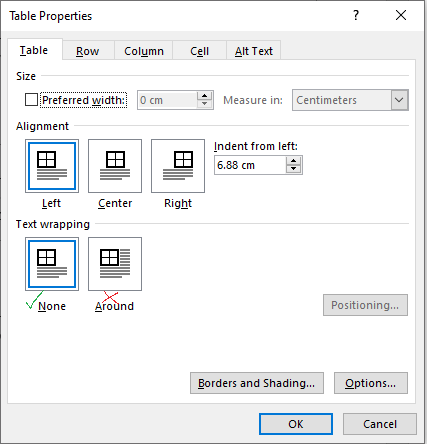 Table Properties
? ×
Table Row Column Cell Alt Text
Size
Preferred width: 0 cm Measure in: Centimeters
Alignment
Indent from left:
6.88 cm
Left Center Right
Text wrapping
None Around
Positioning...
Borders and Shading... Options...
OK Cancel